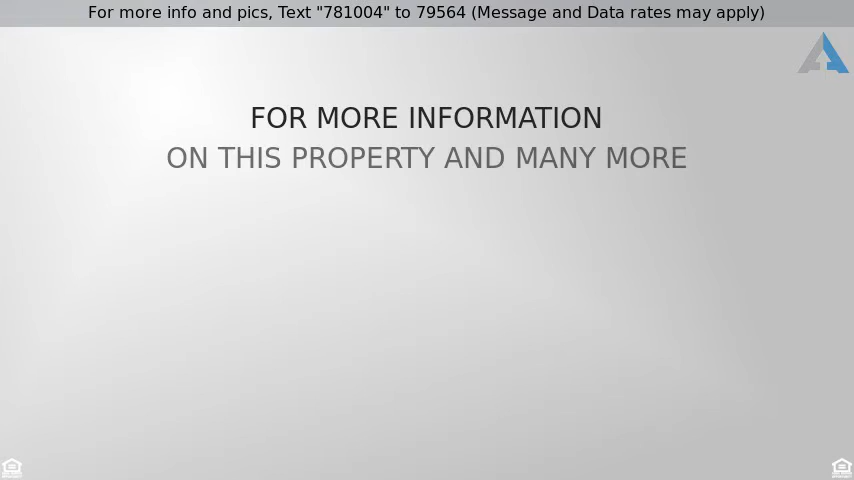 For more info and pics, Text "781004" to 79564 (Message and Data rates may apply)
FOR MORE INFORMATION
ON THIS PROPERTY AND MANY MORE